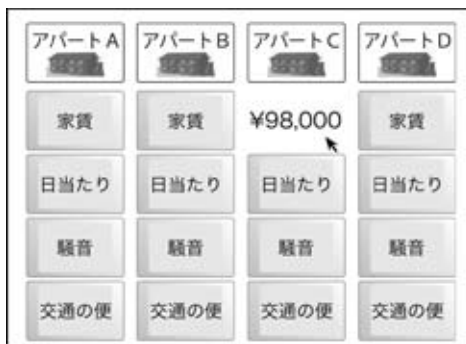 アパートA アパートB アパートC アパートD
家賃 家賃 ¥98,000 家賃
日当たり 日当たり 日当たり 日当たり
騒音 騒音 騒音 騒音
交通の便 交通の便 交通の便 交通の便